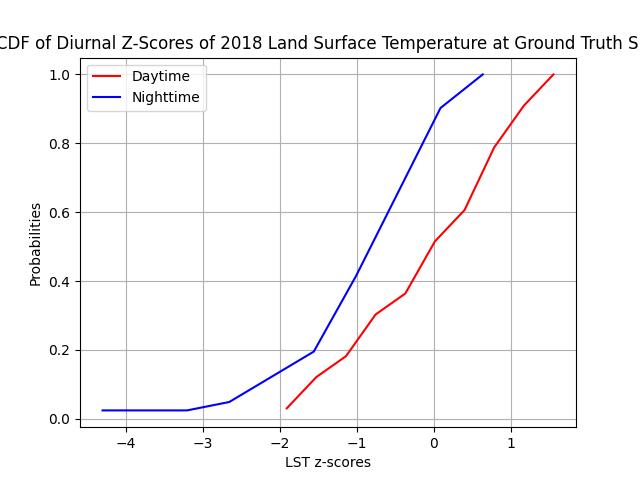 CDF of Diurnal Z-Scores of 2018 Land Surface Temperature at Ground Truth S
Daytime
Nighttime
1.0
0.8
0.6
0.4
0.2
0.0
Probabilities
−4 −3 −2 −1 0 1
LST z-scores